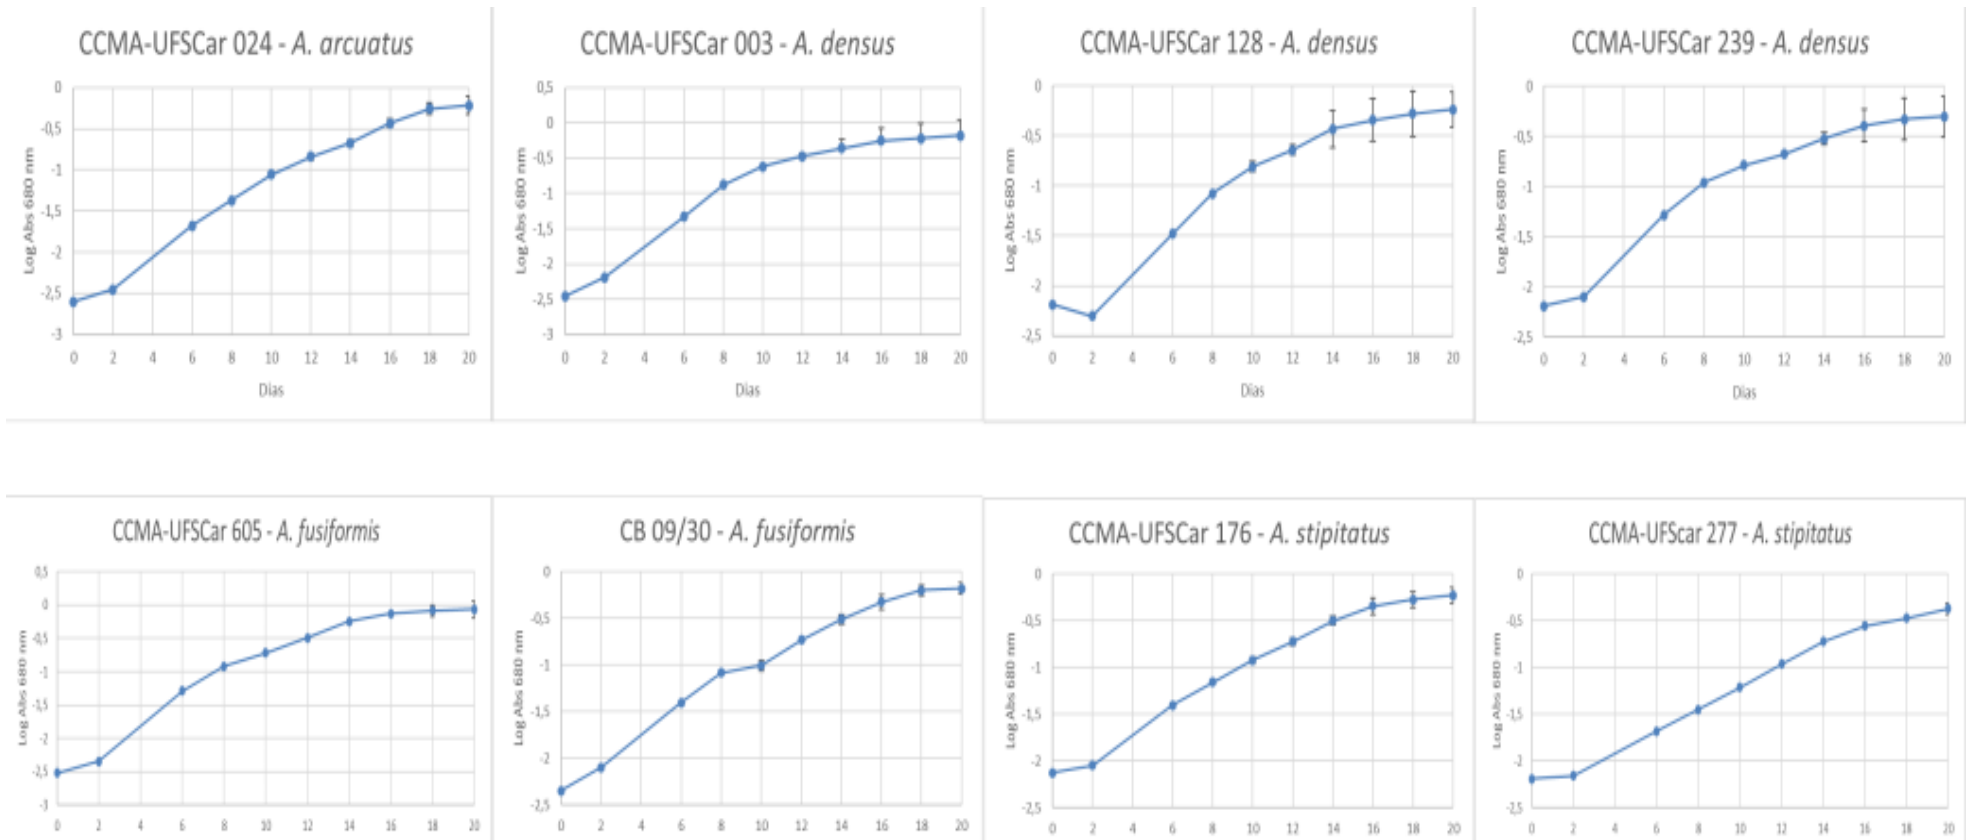 CCMA-UFSCar 024 - A. arcuatus
0
-0,5
-1
-1,5
-2
-2,5
-3
Log Abs 680 nm
0 2 4 6 8 10 12 14 16 18 20
Dias
CCMA-UFSCar 003 - A. densus
0,5
0
-0,5
-1
-1,5
-2
-2,5
-3
Log Abs 680 nm
0 2 4 6 8 10 12 14 16 18 20
Dias
CCMA-UFSCar 128 - A. densus
0
-0,5
-1
-1,5
-2
-2,5
Log Abs 680 nm
0 2 4 6 8 10 12 14 16 18 20
Dias
CCMA-UFSCar 239 - A. densus
0
-0,5
-1
-1,5
-2
-2,5
Log Abs 680 nm
0 2 4 6 8 10 12 14 16 18 20
Dias
CCMA-UFSCar 605 - A. fusiformis
0,5
0
-0,5
-1
-1,5
-2
-2,5
-3
Log Abs 680 nm
0 2 4 6 8 10 12 14 16 18 20
CB 09/30 - A. fusiformis
0
-0,5
-1
-1,5
-2
-2,5
Log Abs 680 nm
0 2 4 6 8 10 12 14 16 18 20
CCMA-UFSCar 176 - A. stipitatus
0
-0,5
-1
-1,5
-2
-2,5
Log Abs 680 nm
0 2 4 6 8 10 12 14 16 18 20
CCMA-UFScar 277 - A. stipitatus
0
-0,5
-1
-1,5
-2
-2,5
Log Abs 680 nm
0 2 4 6 8 10 12 14 16 18 20